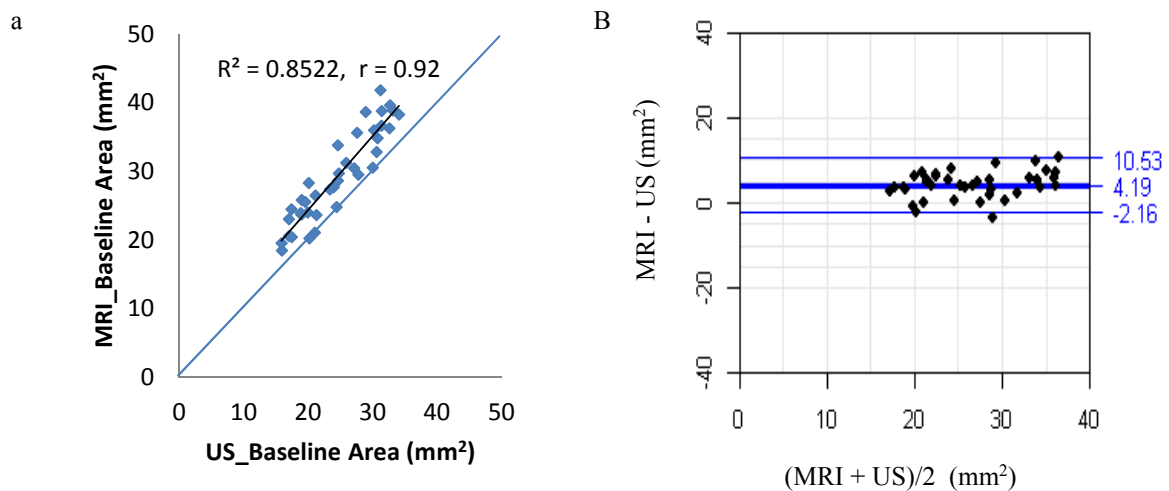 a
50
40
30
20
10
0
R² = 0.8522, r = 0.92
MRI_Baseline Area (mm²)
0 10 20 30 40 50
US_Baseline Area (mm²)
B
40
20
0
-20
-40
MRI - US (mm²)
10.53
4.19
-2.16
0 10 20 30 40
(MRI + US)/2 (mm²)